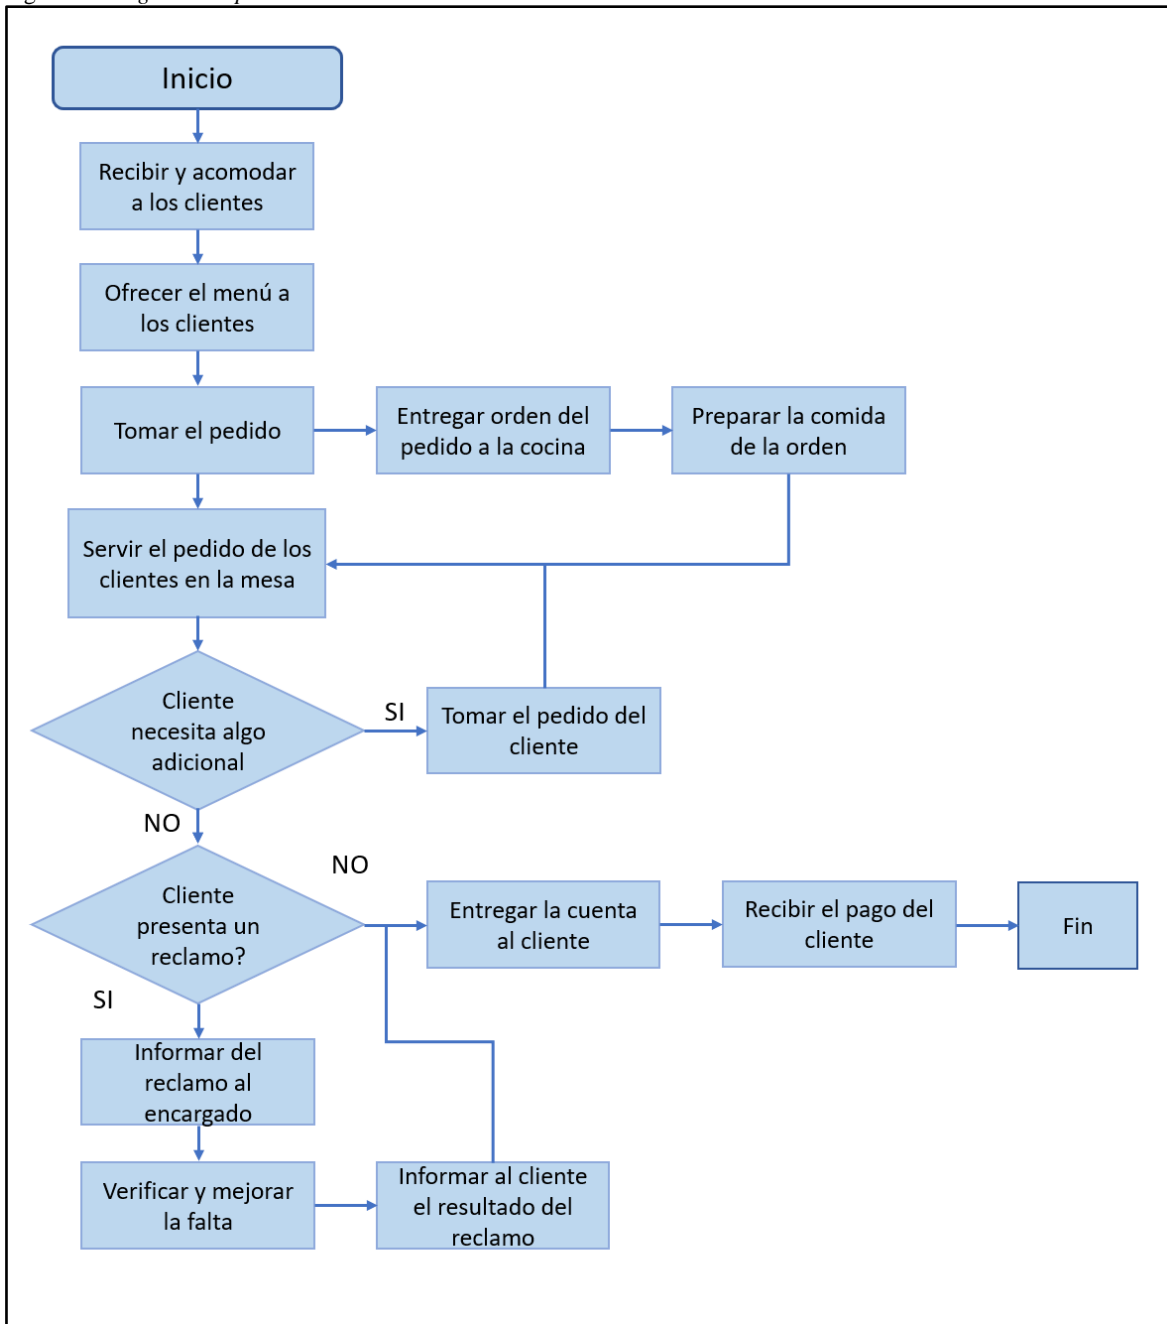 Inicio
Recibir y acomodar
a los clientes
Ofrecer el menú a
los clientes
Tomar el pedido
Entregar orden del
pedido a la cocina
Preparar la comida
de la orden
Servir el pedido de los
clientes en la mesa
Cliente
necesita algo
adicional
SI
Tomar el pedido del
cliente
NO
Cliente
presenta un
reclamo?
NO
Entregar la cuenta
al cliente
Recibir el pago del
cliente
Fin
SI
Informar del
reclamo al
encargado
Verificar y mejorar
la falta
Informar al cliente
el resultado del
reclamo